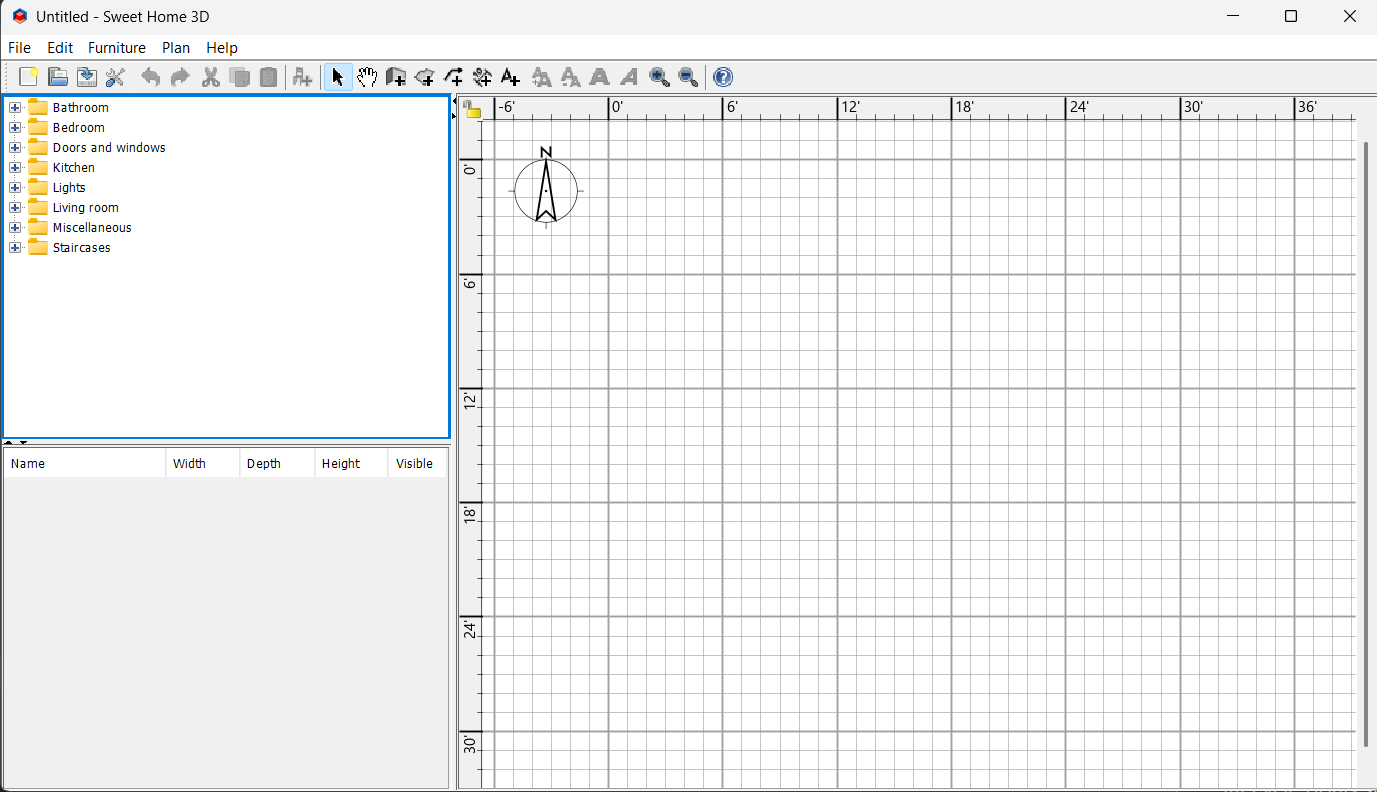 Untitled - Sweet Home 3D
File Edit Furniture Plan Help
-6' 0' 6' 12' 18' 24' 30' 36'
Bathroom
Bedroom
Doors and windows
Kitchen
Lights
Living room
Miscellaneous
Staircases
N
0'
6'
12'
18'
24'
30'
Name Width Depth Height Visible